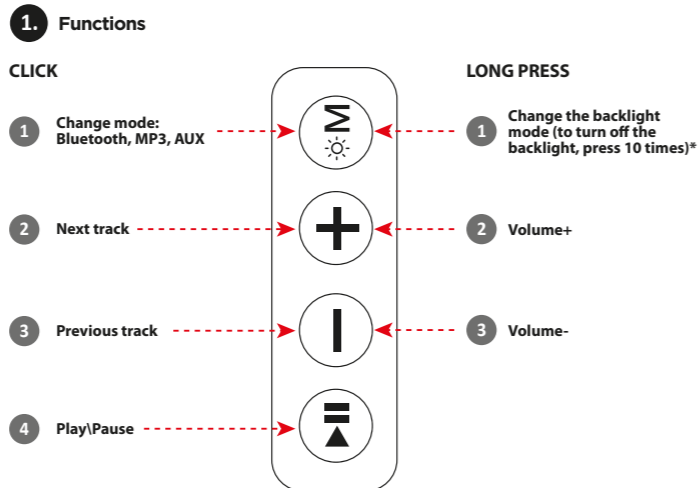 1. Functions
CLICK
LONG PRESS
1 Change mode:
Bluetooth, MP3, AUX
M
1 Change the backlight
mode (to turn off the
backlight, press 10 times)*
2 Next track
2 Volume+
3 Previous track
3 Volume-
4 Play\Pause